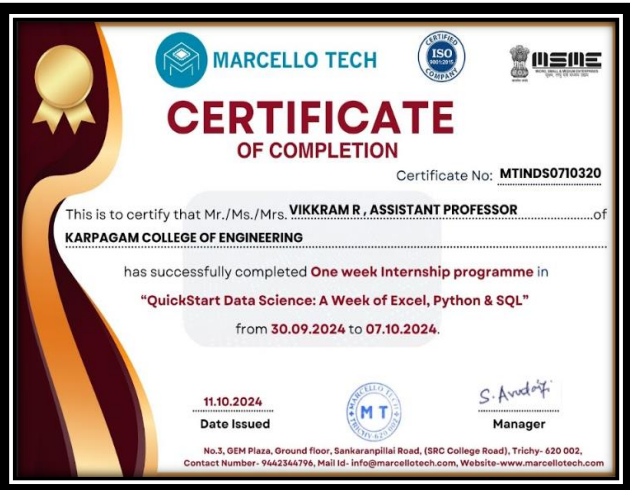 MARCELLO TECH
CERTIFIED
ISO
9001:2015
COMPANY
MSME
MICRO, SMALL & MEDIUM ENTERPRISES
CERTIFICATE
OF COMPLETION
Certificate No: MTINDS0710320
This is to certify that Mr./Ms./Mrs. VIKKRAM R , ASSISTANT PROFESSOR of
KARPAGAM COLLEGE OF ENGINEERING
has successfully completed One week Internship programme in
“QuickStart Data Science: A Week of Excel, Python & SQL”
from 30.09.2024 to 07.10.2024.
11.10.2024
Date Issued
MARCELLO TECH
M T
TRICHY-620 002
Manager
No.3, GEM Plaza, Ground floor, Sankaranpillai Road, (SRC College Road), Trichy- 620 002,
Contact Number- 9442344796, Mail Id- info@marcellotech.com, Website-www.marcellotech.com